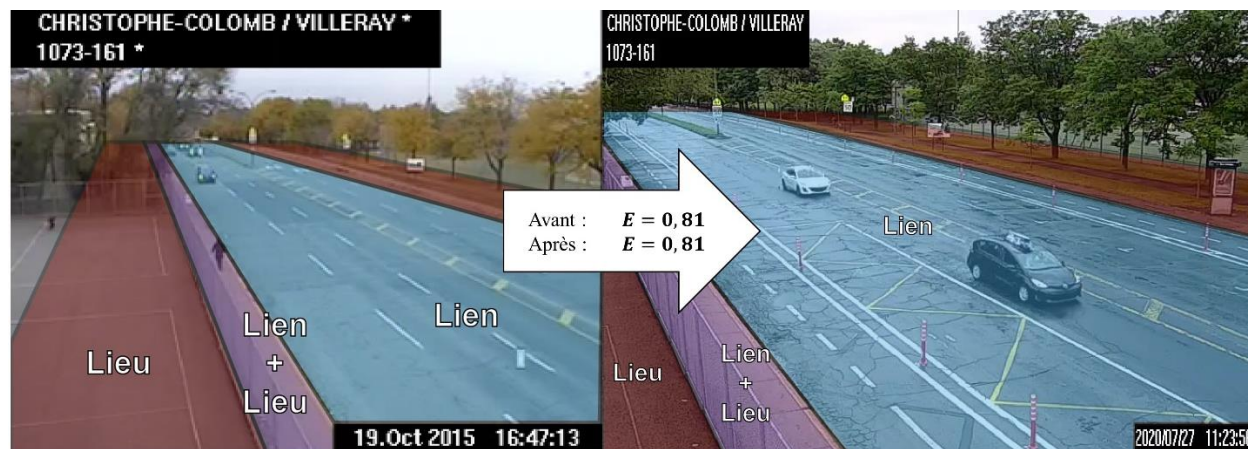 CHRISTOPHE-COLOMB / VILLERAY *
1073-161 *
Lieu
Lien
+
Lieu
Lien
19.Oct 2015 16:47:13
Avant : E = 0,81
Après : E = 0,81
CHRISTOPHE-COLOMB / VILLERAY
1073-161
Lien
Lieu
Lien
+
Lieu
2020/07/27 11:23:50